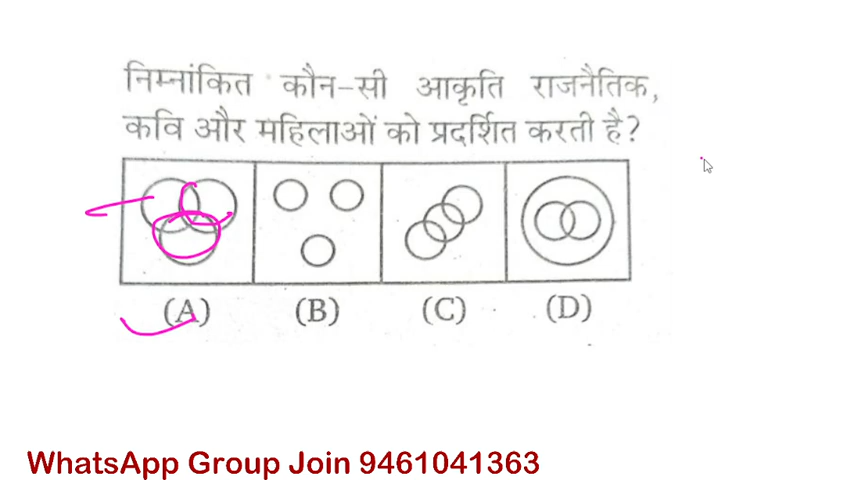 निम्नांकित कौन-सी आकृति राजनैतिक,
कवि और महिलाओं को प्रदर्शित करती है?
(A) (B) (C) (D)
WhatsApp Group Join 9461041363